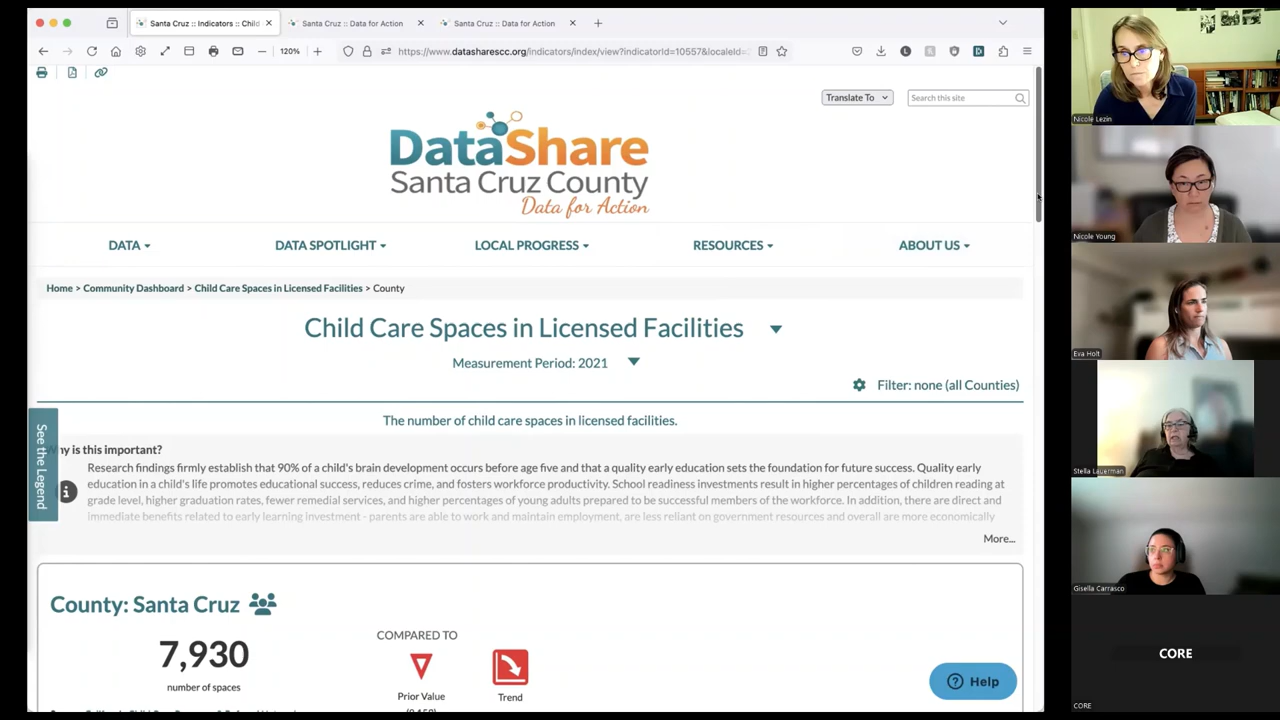 Santa Cruz :: Indicators :: Child
Santa Cruz :: Data for Action
Santa Cruz :: Data for Action
120%
https://www.datasharescc.org/indicators/index/view?indicatorId=10557&localeId=
Translate To
Search this site
DataShare
Santa Cruz County
Data for Action
DATA
DATA SPOTLIGHT
LOCAL PROGRESS
RESOURCES
ABOUT US
Home > Community Dashboard > Child Care Spaces in Licensed Facilities > County
Child Care Spaces in Licensed Facilities
Measurement Period: 2021
Filter: none (all Counties)
The number of child care spaces in licensed facilities.
See the Legend
hy is this important?
Research findings firmly establish that 90% of a child's brain development occurs before age five and that a quality early education sets the foundation for future success. Quality early
education in a child's life promotes educational success, reduces crime, and fosters workforce productivity. School readiness investments result in higher percentages of children reading at
grade level, higher graduation rates, fewer remedial services, and higher percentages of young adults prepared to be successful members of the workforce. In addition, there are direct and
immediate benefits related to early learning investment - parents are able to work and maintain employment, are less reliant on government resources and overall are more economically
More...
County: Santa Cruz
7,930
number of spaces
COMPARED TO
Prior Value
Trend
Help
Nicole Lezin
Nicole Young
Eva Holt
Stella Lauerman
Gisella Carrasco
CORE
CORE